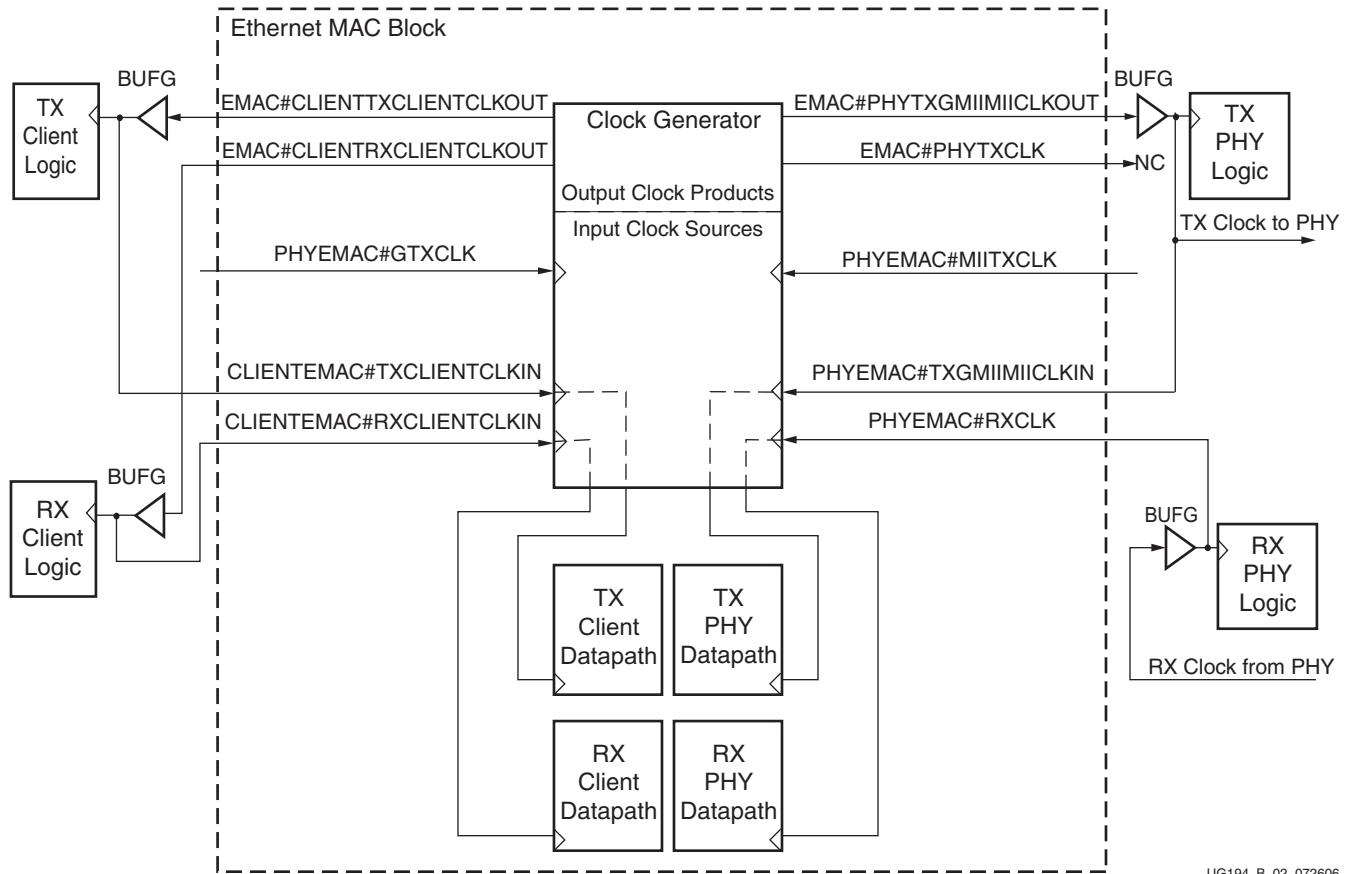 Ethernet MAC Block
BUFG
TX
Client
Logic
EMAC#CLIENTTXCLIENTCLKOUT
EMAC#CLIENTRXCLIENTCLKOUT
Clock Generator
Output Clock Products
Input Clock Sources
EMAC#PHYTXGMIIMIICLKOUT
EMAC#PHYTXCLK
NC
BUFG
TX
PHY
Logic
TX Clock to PHY
PHYEMAC#GTXCLK
PHYEMAC#MIITXCLK
CLIENTEMAC#TXCLIENTCLKIN
PHYEMAC#TXGMIIMIICLKIN
CLIENTEMAC#RXCLIENTCLKIN
PHYEMAC#RXCLK
BUFG
RX
Client
Logic
BUFG
RX
PHY
Logic
RX Clock from PHY
TX
Client
Datapath
TX
PHY
Datapath
RX
Client
Datapath
RX
PHY
Datapath
UG194_B_02_072606